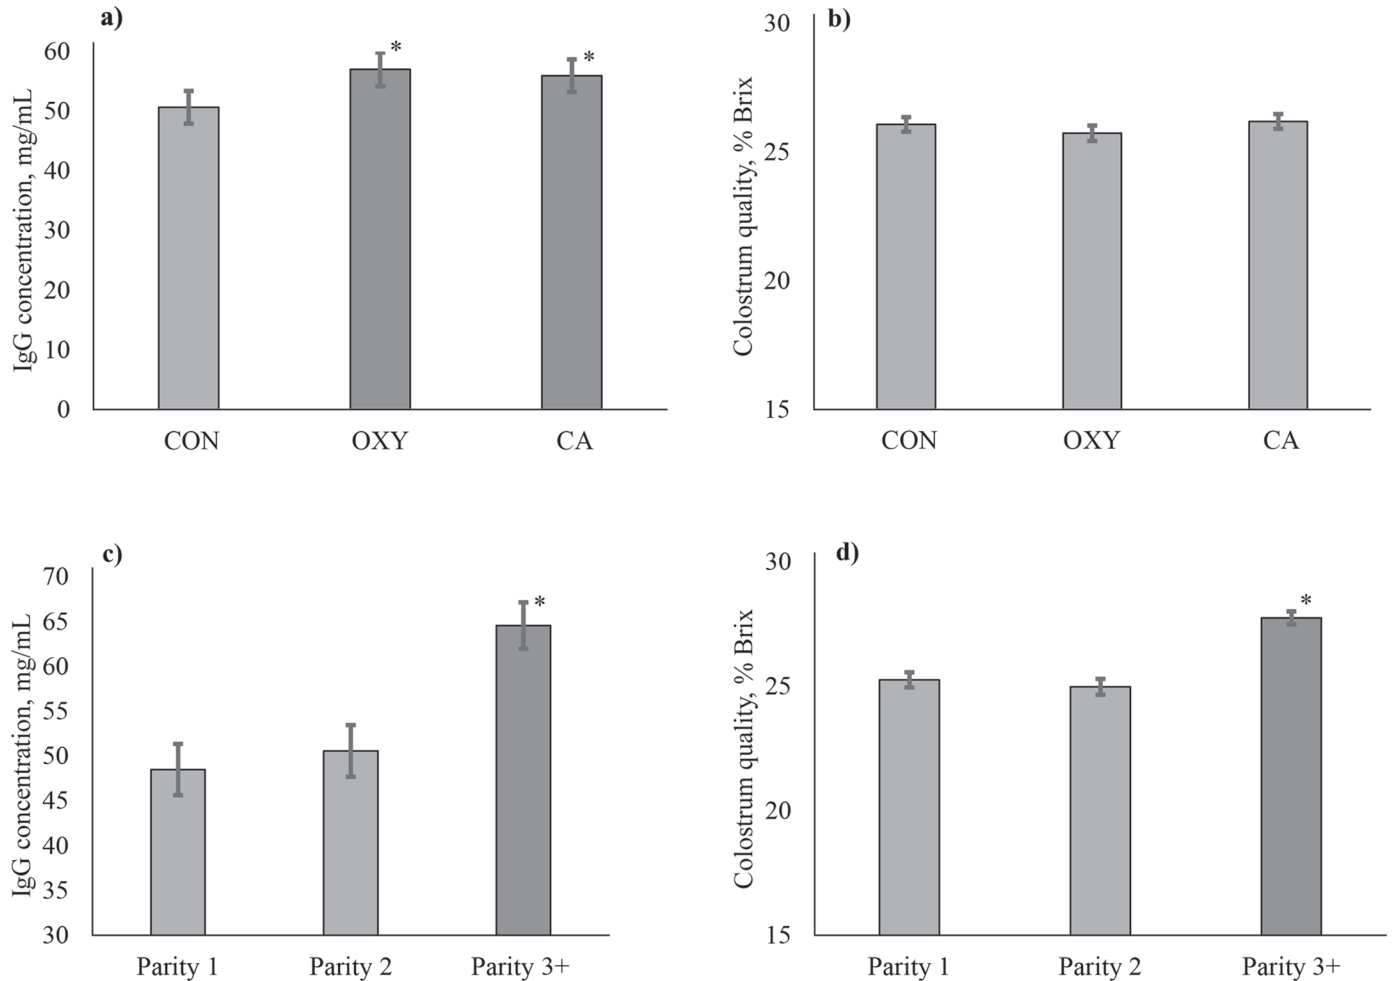 a)
IgG concentration, mg/mL
60
50
40
30
20
10
0
*
*
CON
OXY
CA
b)
Colostrum quality, % Brix
30
25
20
15
CON
OXY
CA
c)
IgG concentration, mg/mL
70
65
60
55
50
45
40
35
30
*
Parity 1
Parity 2
Parity 3+
d)
Colostrum quality, % Brix
30
25
20
15
*
Parity 1
Parity 2
Parity 3+